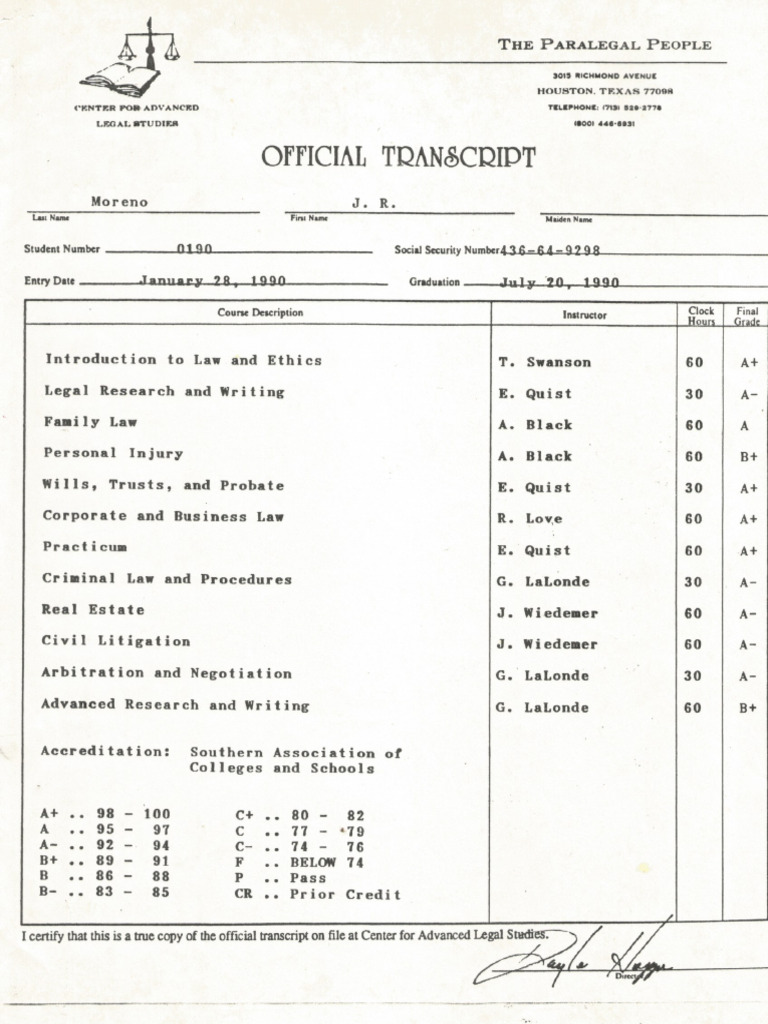 THE PARALEGAL PEOPLE
3015 RICHMOND AVENUE
HOUSTON, TEXAS 77098
TELEPHONE: (713) 529-2778
(800) 446-6931
CENTER FOR ADVANCED
LEGAL STUDIES
OFFICIAL TRANSCRIPT
Moreno J. R.
Last Name First Name Maiden Name
Student Number 0190 Social Security Number 436-64-9298
Entry Date January 28, 1990 Graduation July 20, 1990
Course Description Instructor Clock Hours Final Grade
Introduction to Law and Ethics T. Swanson 60 A+
Legal Research and Writing E. Quist 30 A-
Family Law A. Black 60 A
Personal Injury A. Black 60 B+
Wills, Trusts, and Probate E. Quist 30 A+
Corporate and Business Law R. Love 60 A+
Practicum E. Quist 60 A+
Criminal Law and Procedures G. LaLonde 30 A-
Real Estate J. Wiedemer 60 A-
Civil Litigation J. Wiedemer 60 A-
Arbitration and Negotiation G. LaLonde 30 A-
Advanced Research and Writing G. LaLonde 60 B+
Accreditation: Southern Association of
Colleges and Schools
A+ .. 98 - 100 C+ .. 80 - 82
A .. 95 - 97 C .. 77 - 79
A- .. 92 - 94 C- .. 74 - 76
B+ .. 89 - 91 F .. BELOW 74
B .. 86 - 88 P .. Pass
B- .. 83 - 85 CR .. Prior Credit
I certify that this is a true copy of the official transcript on file at Center for Advanced Legal Studies.
Director